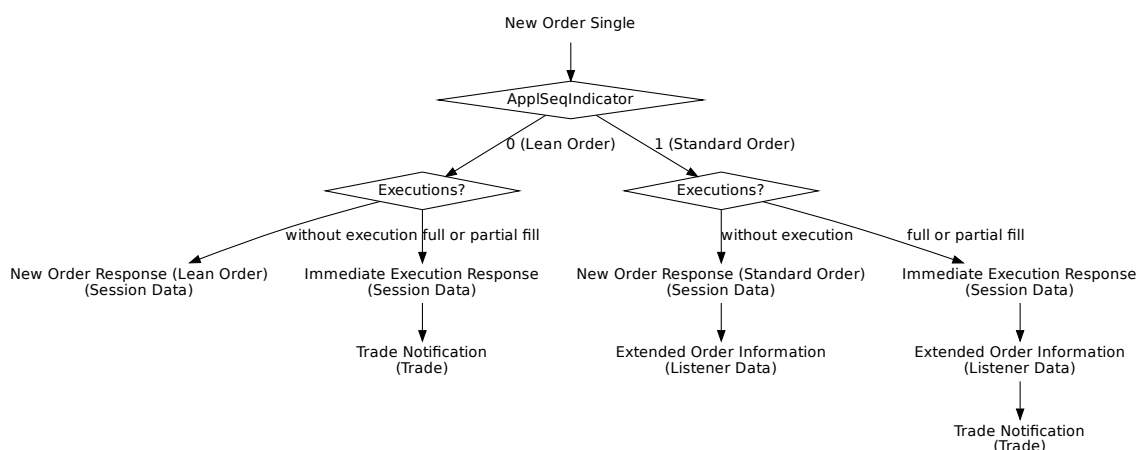 New Order Single
ApplSeqIndicator
0 (Lean Order)
1 (Standard Order)
Executions?
Executions?
without execution
full or partial fill
without execution
full or partial fill
New Order Response (Lean Order)
(Session Data)
Immediate Execution Response
(Session Data)
New Order Response (Standard Order)
(Session Data)
Immediate Execution Response
(Session Data)
Trade Notification
(Trade)
Extended Order Information
(Listener Data)
Extended Order Information
(Listener Data)
Trade Notification
(Trade)